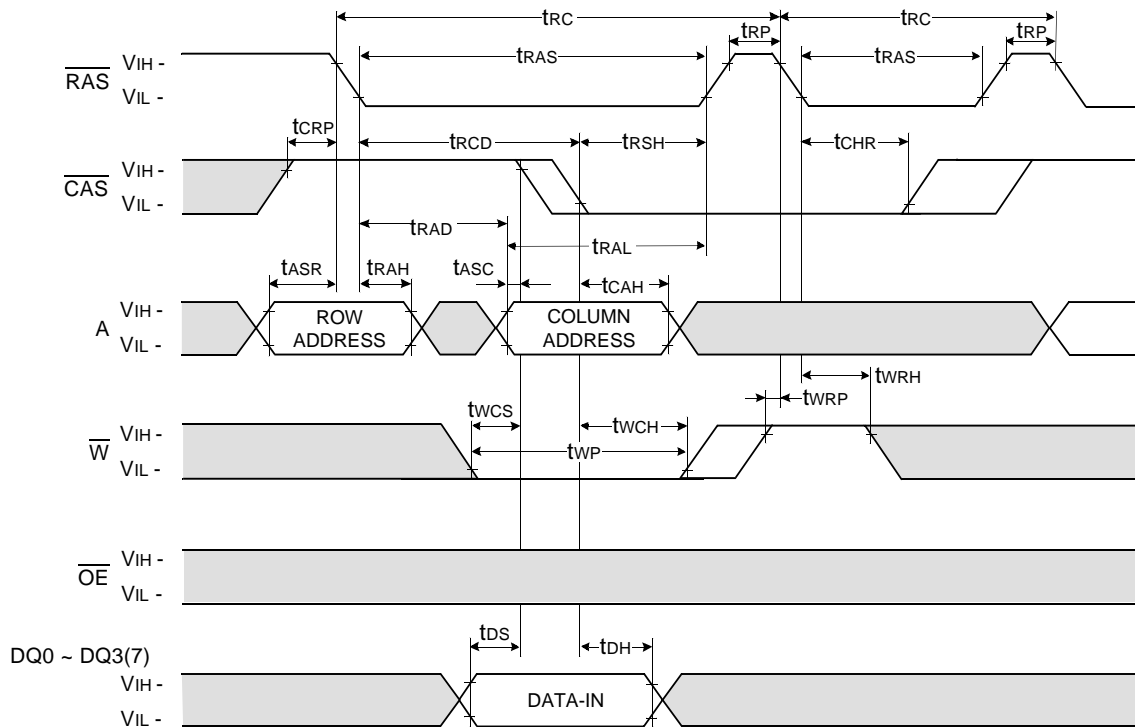 tRC tRC
tRP tRP
tRAS tRAS
RAS VIH -
VIL -
tCRP tRCD tRSH tCHR
CAS VIH -
VIL -
tRAD
tRAL
tASR tRAH tASC tCAH
A VIH -
VIL -
ROW
ADDRESS
COLUMN
ADDRESS
tWRH
tWRP
tWCS tWCH
tWP
W VIH -
VIL -
OE VIH -
VIL -
tDS tDH
DQ0 ~ DQ3(7)
VIH -
VIL -
DATA-IN